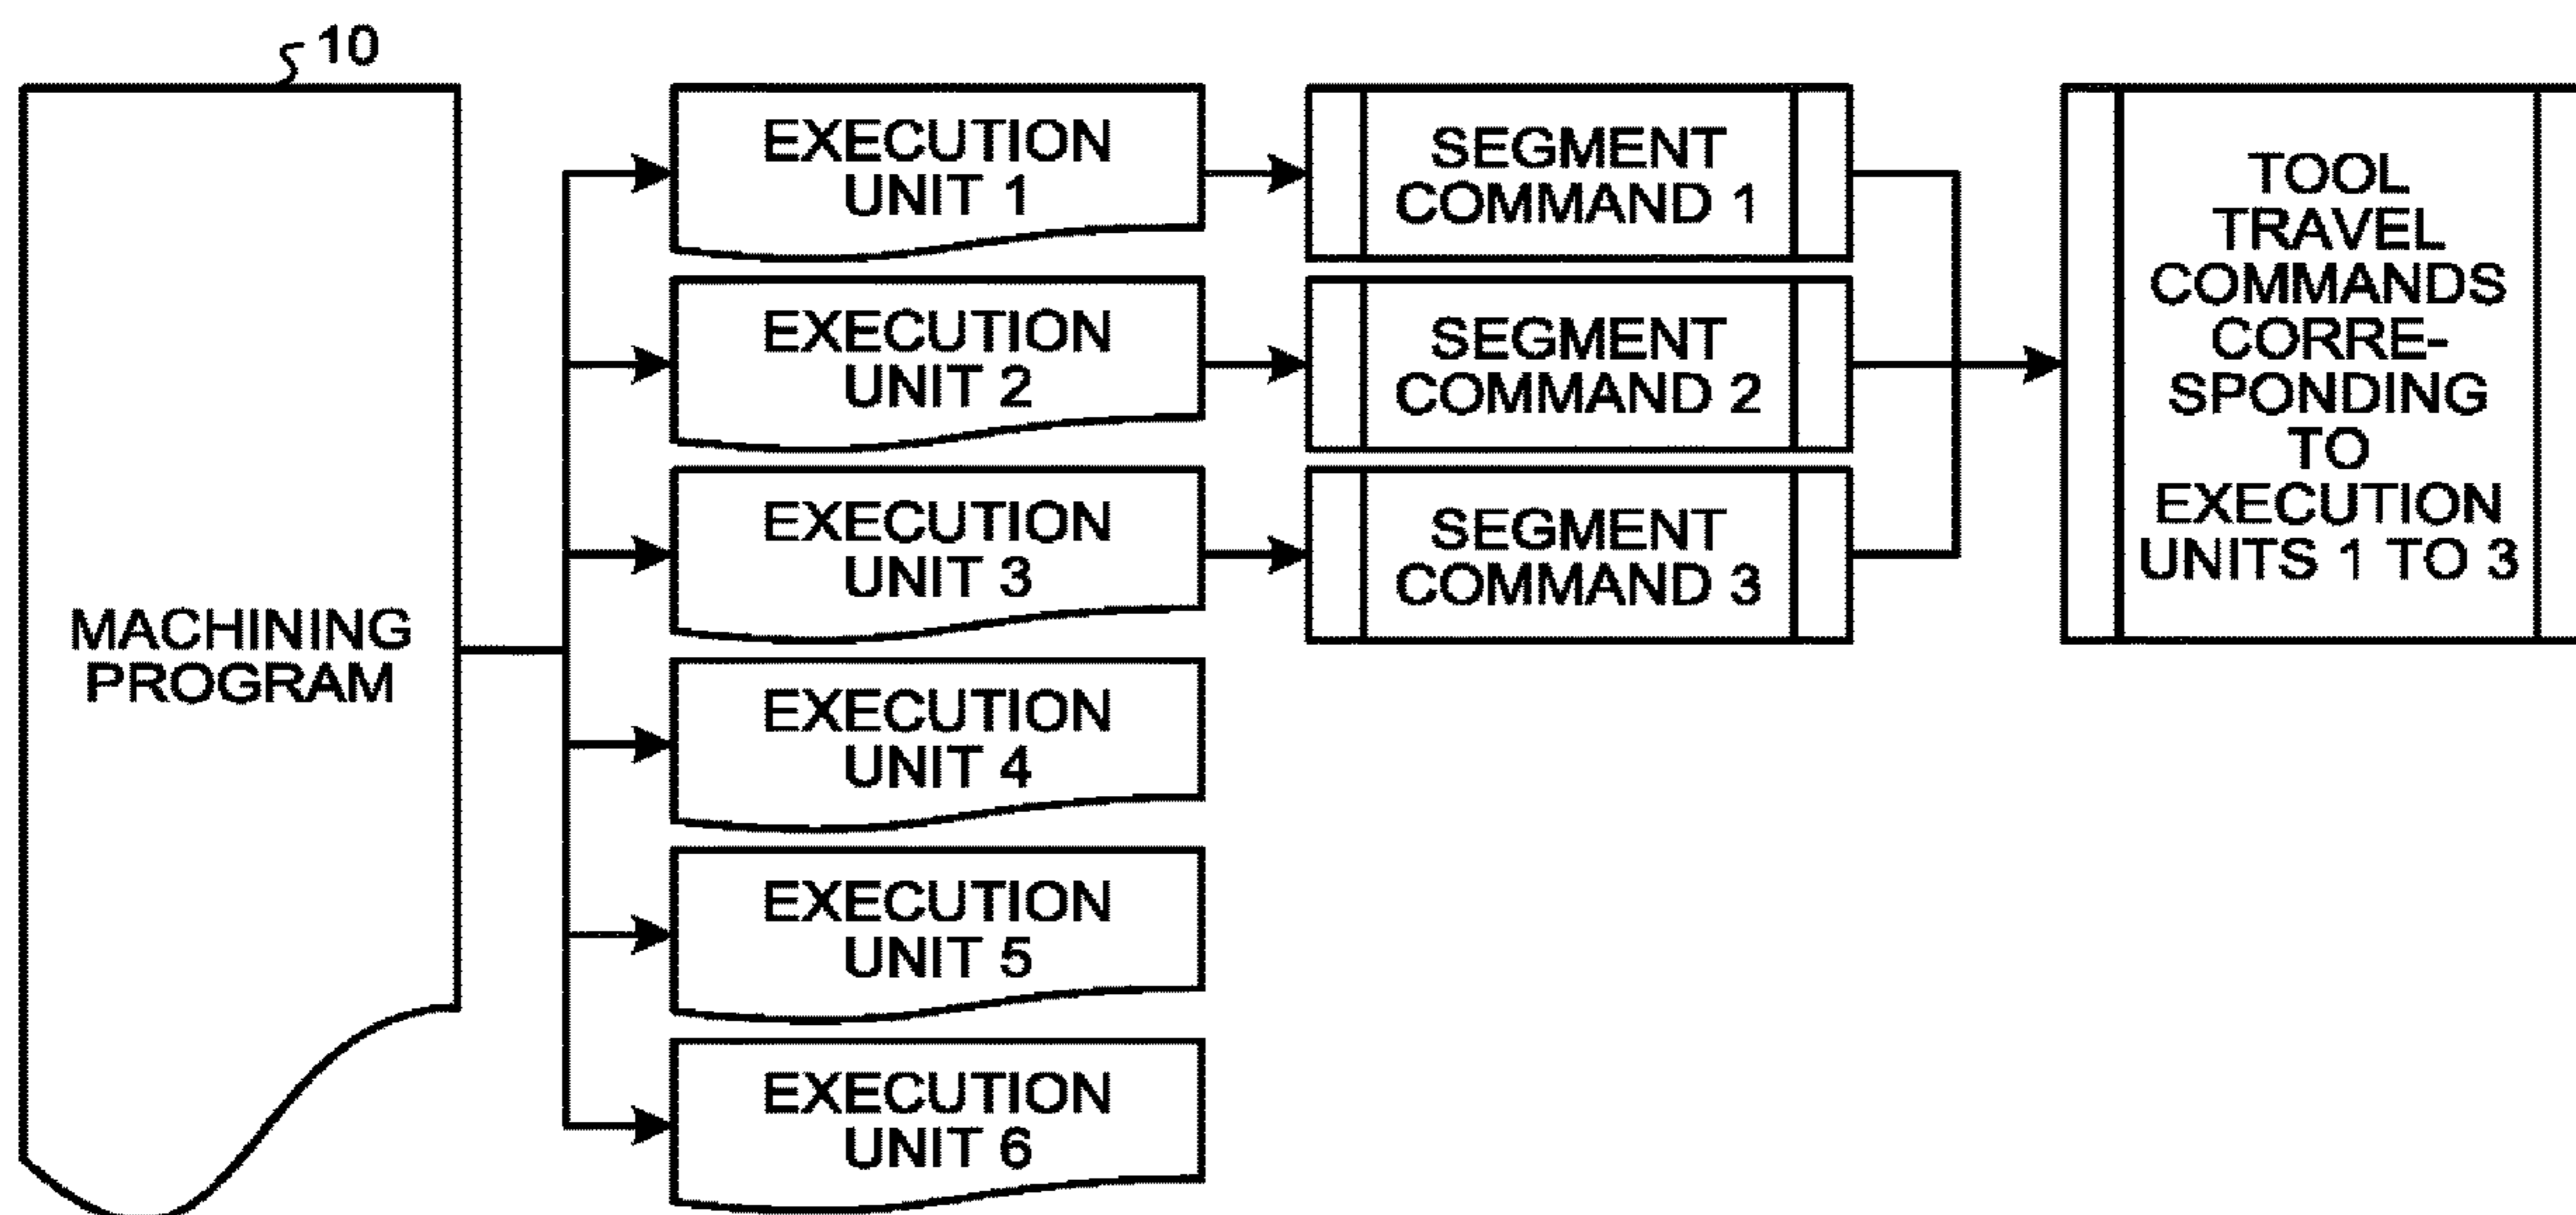 10
MACHINING
PROGRAM
EXECUTION
UNIT 1
EXECUTION
UNIT 2
EXECUTION
UNIT 3
EXECUTION
UNIT 4
EXECUTION
UNIT 5
EXECUTION
UNIT 6
SEGMENT
COMMAND 1
SEGMENT
COMMAND 2
SEGMENT
COMMAND 3
TOOL
TRAVEL
COMMANDS
CORRE-
SPONDING
TO
EXECUTION
UNITS 1 TO 3